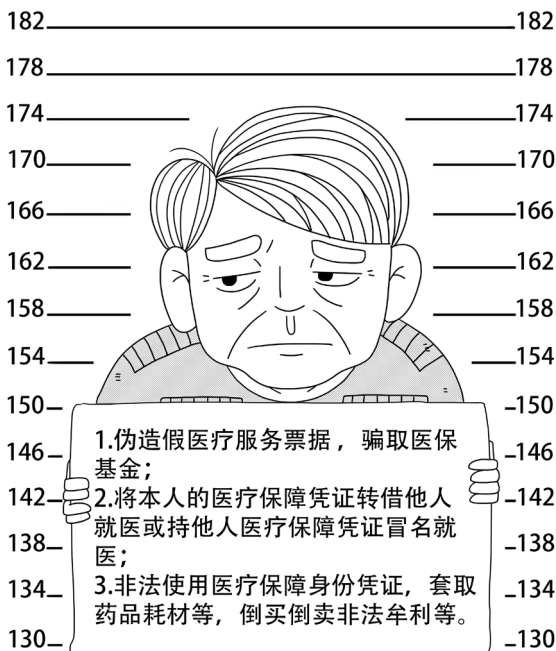 182 182
178 178
174 174
170 170
166 166
162 162
158 158
154 154
150 150
1.伪造假医疗服务票据，骗取医保
146 146
基金；
2.将本人的医疗保障凭证转借他人
142 142
就医或持他人医疗保障凭证冒名就
138 138
医；
3.非法使用医疗保障身份凭证，套取
134 134
药品耗材等，倒买倒卖非法牟利等。
130 130